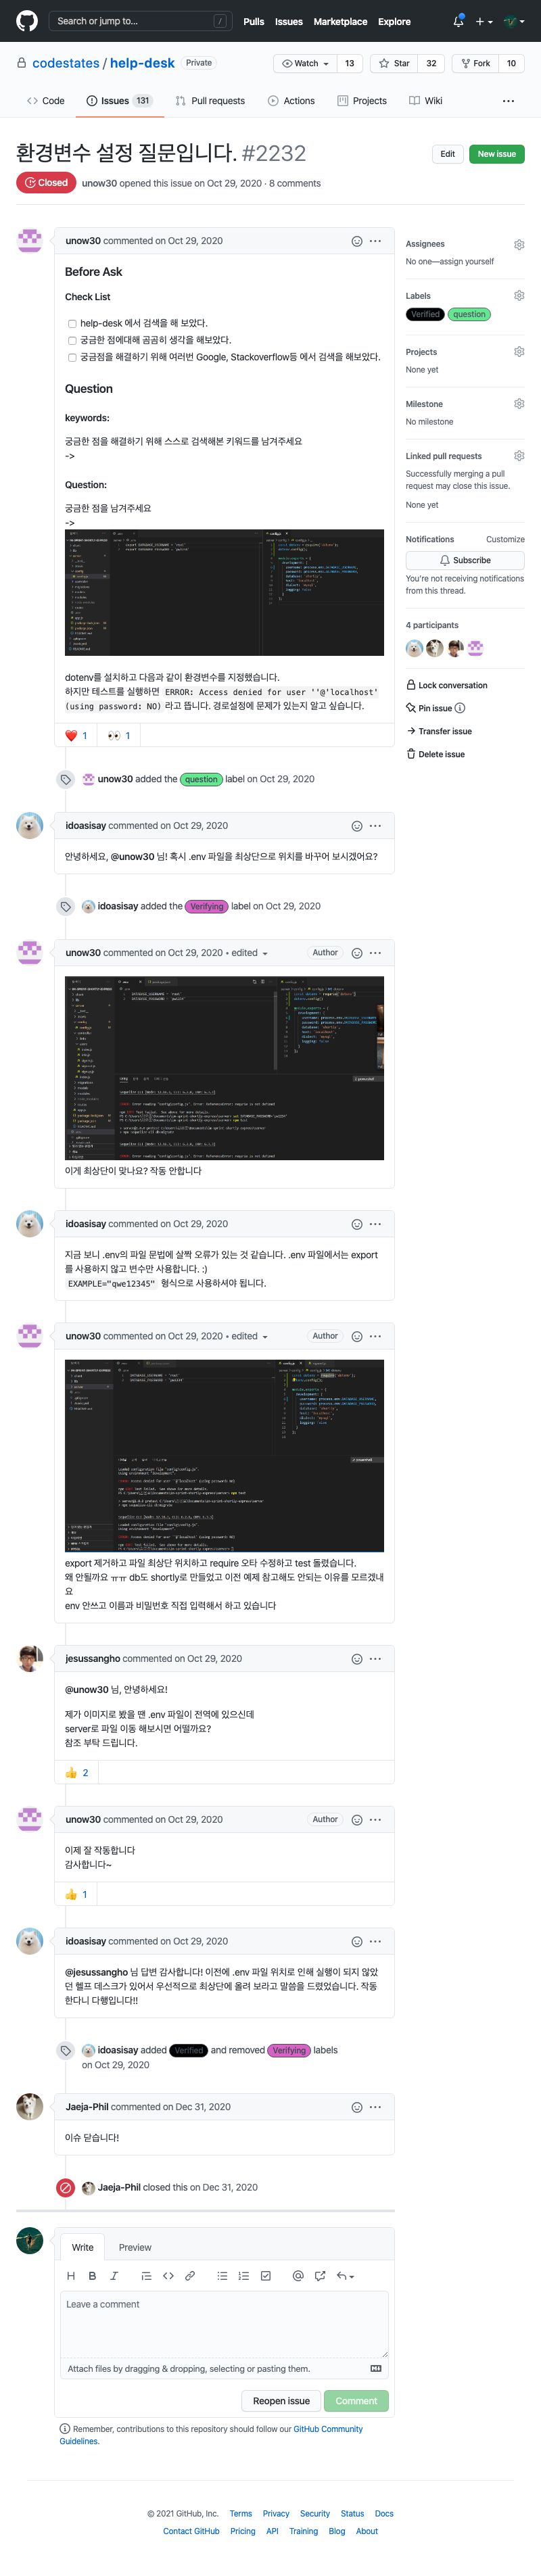 Search or jump to...
/
Pulls Issues Marketplace Explore
codestates / help-desk Private
Watch 13 Star 32 Fork 10
Code Issues 131 Pull requests Actions Projects Wiki
환경변수 설정 질문입니다. #2232
Edit New issue
Closed unow30 opened this issue on Oct 29, 2020 · 8 comments
unow30 commented on Oct 29, 2020
Before Ask
Check List
help-desk 에서 검색을 해 보았다.
궁금한 점에대해 곰곰히 생각을 해보았다.
궁금점을 해결하기 위해 여러번 Google, Stackoverflow등 에서 검색을 해보았다.
Question
keywords:
궁금한 점을 해결하기 위해 스스로 검색해본 키워드를 남겨주세요
->
Question:
궁금한 점을 남겨주세요
->
dotenv를 설치하고 다음과 같이 환경변수를 지정했습니다.
하지만 테스트를 실행하면 ERROR: Access denied for user ''@'localhost'
(using password: NO) 라고 뜹니다. 경로설정에 문제가 있는지 알고 싶습니다.
❤️ 1 👀 1
unow30 added the question label on Oct 29, 2020
idoasisay commented on Oct 29, 2020
안녕하세요, @unow30 님! 혹시 .env 파일을 최상단으로 위치를 바꾸어 보시겠어요?
idoasisay added the Verifying label on Oct 29, 2020
unow30 commented on Oct 29, 2020 • edited
Author
이게 최상단이 맞나요? 작동 안합니다
idoasisay commented on Oct 29, 2020
지금 보니 .env의 파일 문법에 살짝 오류가 있는 것 같습니다. .env 파일에서는 export
를 사용하지 않고 변수만 사용합니다. :)
EXAMPLE="qwe12345" 형식으로 사용하셔야 됩니다.
unow30 commented on Oct 29, 2020 • edited
Author
export 제거하고 파일 최상단 위치하고 require 오타 수정하고 test 돌렸습니다.
왜 안될까요 ㅠㅠ db도 shortly로 만들었고 이전 예제 참고해도 안되는 이유를 모르겠네
요
env 안쓰고 이름과 비밀번호 직접 입력해서 하고 있습니다
jesussangho commented on Oct 29, 2020
@unow30 님, 안녕하세요!
제가 이미지로 봤을 땐 .env 파일이 전역에 있으신데
server로 파일 이동 해보시면 어떨까요?
참조 부탁 드립니다.
👍 2
unow30 commented on Oct 29, 2020
Author
이제 잘 작동합니다
감사합니다~
👍 1
idoasisay commented on Oct 29, 2020
@jesussangho 님 답변 감사합니다! 이전에 .env 파일 위치로 인해 실행이 되지 않았
던 헬프 데스크가 있어서 우선적으로 최상단에 올려 보라고 말씀을 드렸었습니다. 작동
한다니 다행입니다!!
idoasisay added Verified and removed Verifying labels
on Oct 29, 2020
Jaeja-Phil commented on Dec 31, 2020
이슈 닫습니다!
Jaeja-Phil closed this on Dec 31, 2020
Write Preview
Leave a comment
Attach files by dragging & dropping, selecting or pasting them.
Reopen issue Comment
Remember, contributions to this repository should follow our GitHub Community
Guidelines.
Assignees
No one—assign yourself
Labels
Verified question
Projects
None yet
Milestone
No milestone
Linked pull requests
Successfully merging a pull
request may close this issue.
None yet
Notifications Customize
Subscribe
You're not receiving notifications
from this thread.
4 participants
Lock conversation
Pin issue
Transfer issue
Delete issue
© 2021 GitHub, Inc. Terms Privacy Security Status Docs
Contact GitHub Pricing API Training Blog About